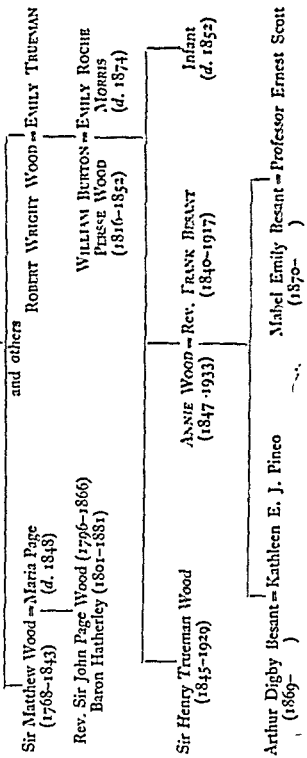 and others
Sir Matthew Wood = Maria Page
(1768–1843) (d. 1848)
ROBERT WRIGHT WOOD = EMILY TRUEMAN
Rev. Sir John Page Wood (1796–1866)
Baron Hatherley (1801–1881)
WILLIAM BURTON = EMILY ROCHE
PERSSE WOOD MORRIS
(1816–1852) (d. 1874)
Sir Henry Trueman Wood
(1845–1929)
ANNIE WOOD = Rev. FRANK BESANT
(1847–1933) (1840–1917)
Infant
(d. 1852)
Arthur Digby Besant = Kathleen E. J. Pineo
(1869– )
Mabel Emily Besant = Professor Ernest Scott
(1870– )